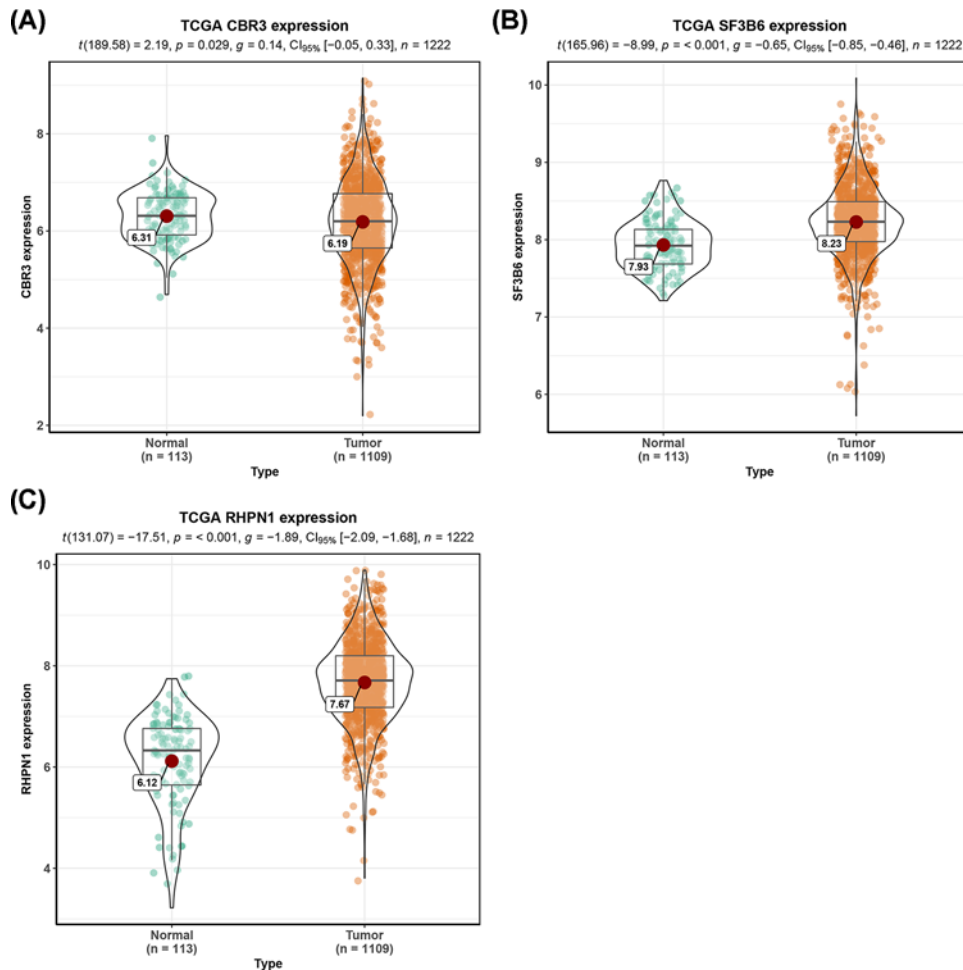 (A)
TCGA CBR3 expression
t(189.58) = 2.19, p = 0.029, g = 0.14, CI95% [−0.05, 0.33], n = 1222
CBR3 expression
8
6
4
2
6.31
6.19
Normal
(n = 113)
Tumor
(n = 1109)
Type
(B)
TCGA SF3B6 expression
t(165.96) = −8.99, p = < 0.001, g = −0.65, CI95% [−0.85, −0.46], n = 1222
SF3B6 expression
10
9
8
7
6
7.93
8.23
Normal
(n = 113)
Tumor
(n = 1109)
Type
(C)
TCGA RHPN1 expression
t(131.07) = −17.51, p = < 0.001, g = −1.89, CI95% [−2.09, −1.68], n = 1222
RHPN1 expression
10
8
6
4
6.12
7.67
Normal
(n = 113)
Tumor
(n = 1109)
Type